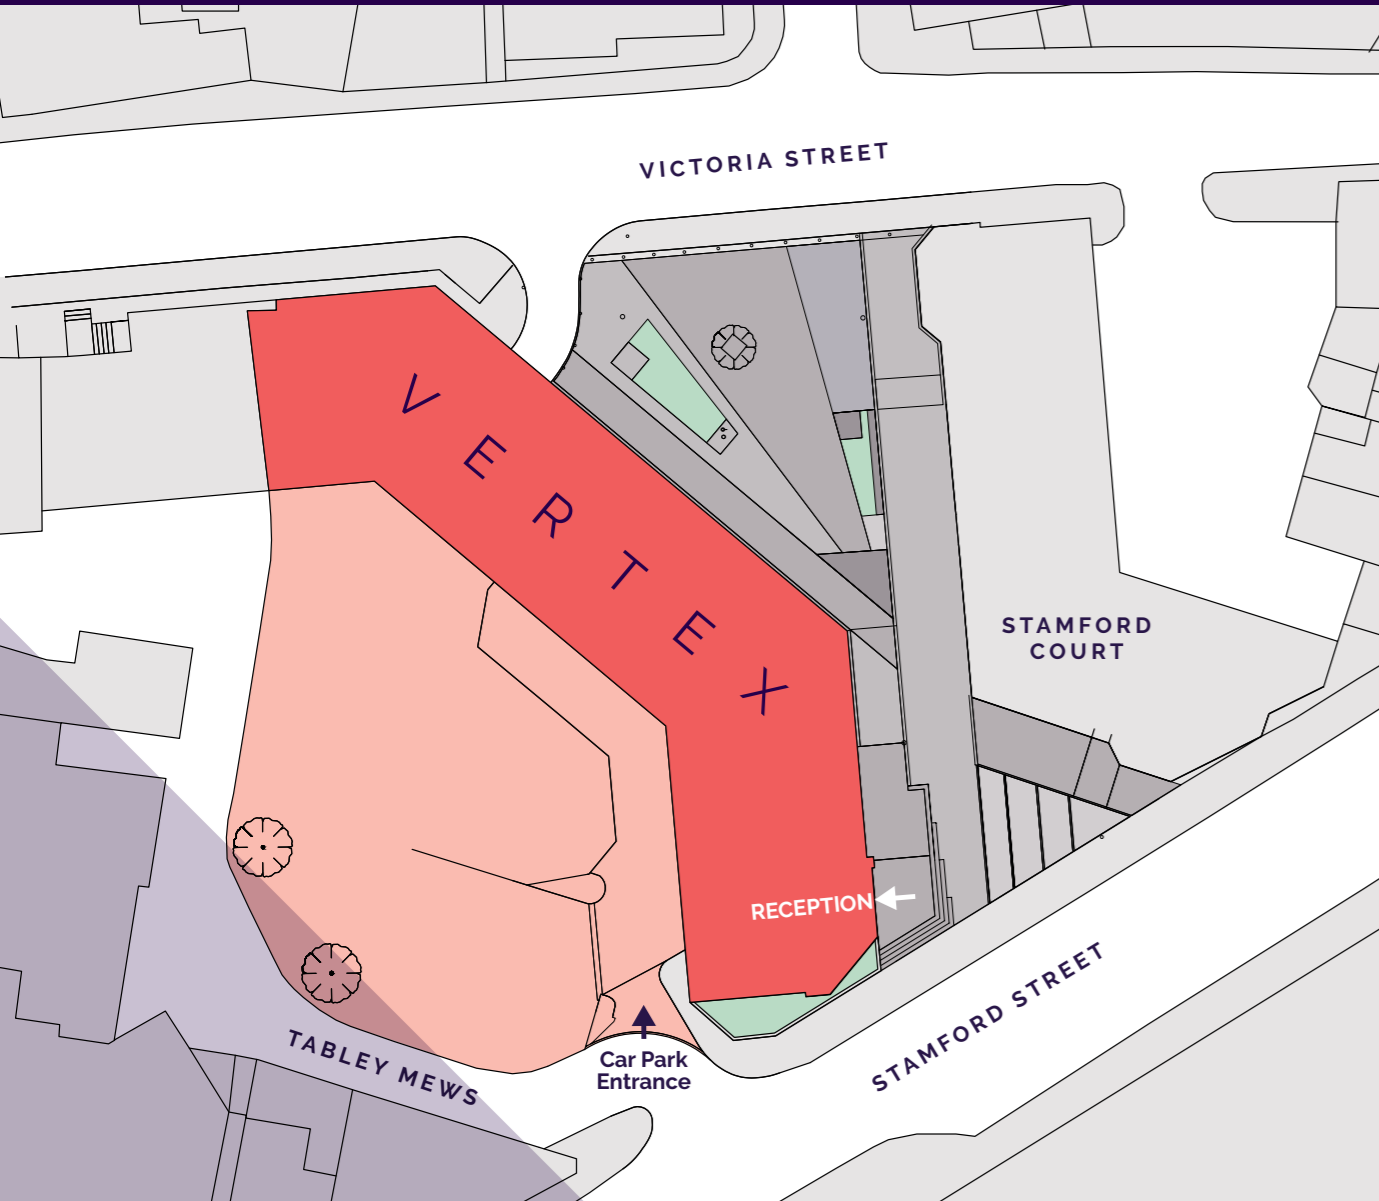 VICTORIA STREET
VERTEX
STAMFORD
COURT
RECEPTION
STAMFORD STREET
TABLEY MEWS
Car Park
Entrance